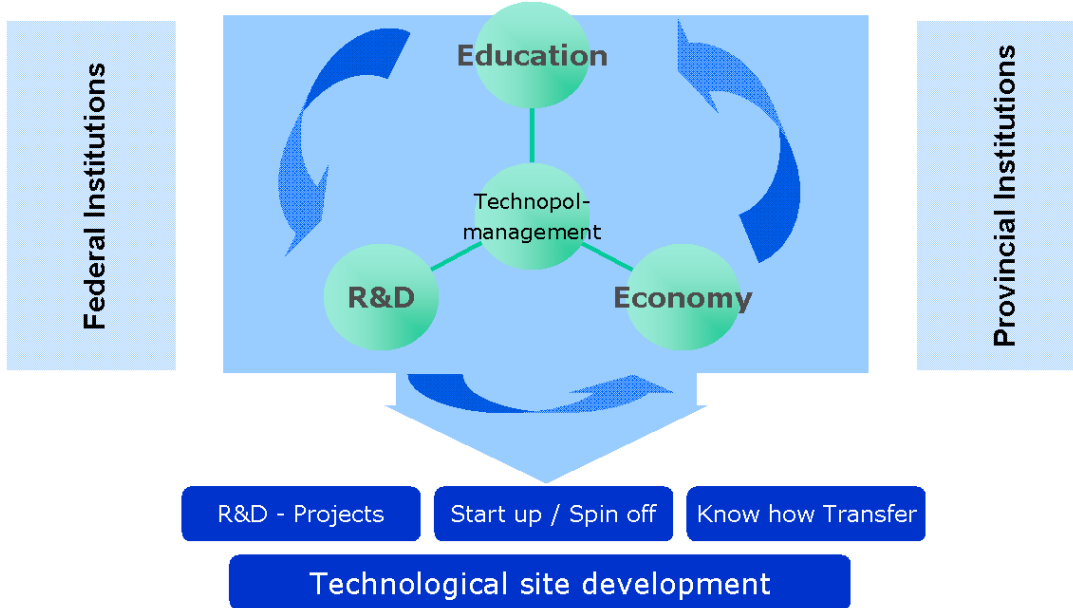 Federal Institutions
Education
Technopol-
management
R&D
Economy
Provincial Institutions
R&D - Projects
Start up / Spin off
Know how Transfer
Technological site development